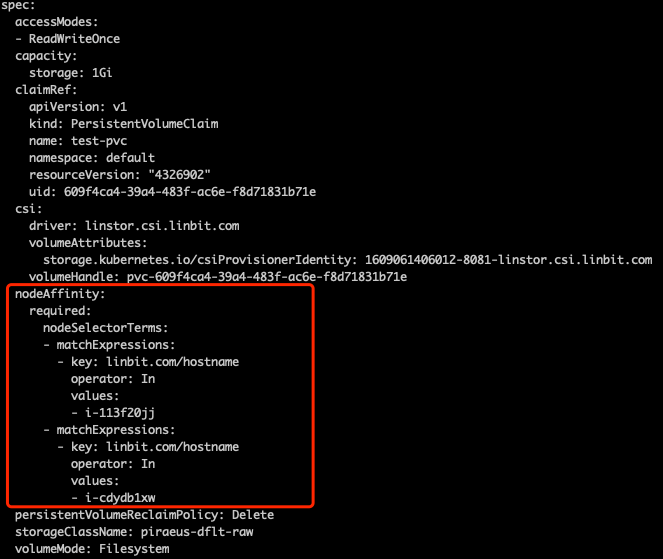 spec:
  accessModes:
  - ReadWriteOnce
  capacity:
    storage: 1Gi
  claimRef:
    apiVersion: v1
    kind: PersistentVolumeClaim
    name: test-pvc
    namespace: default
    resourceVersion: "4326902"
    uid: 609f4ca4-39a4-483f-ac6e-f8d71831b71e
  csi:
    driver: linstor.csi.linbit.com
    volumeAttributes:
      storage.kubernetes.io/csiProvisionerIdentity: 1609061406012-8081-linstor.csi.linbit.com
    volumeHandle: pvc-609f4ca4-39a4-483f-ac6e-f8d71831b71e
  nodeAffinity:
    required:
      nodeSelectorTerms:
      - matchExpressions:
        - key: linbit.com/hostname
          operator: In
          values:
          - i-113f20jj
      - matchExpressions:
        - key: linbit.com/hostname
          operator: In
          values:
          - i-cdydb1xw
  persistentVolumeReclaimPolicy: Delete
  storageClassName: piraeus-dflt-raw
  volumeMode: Filesystem